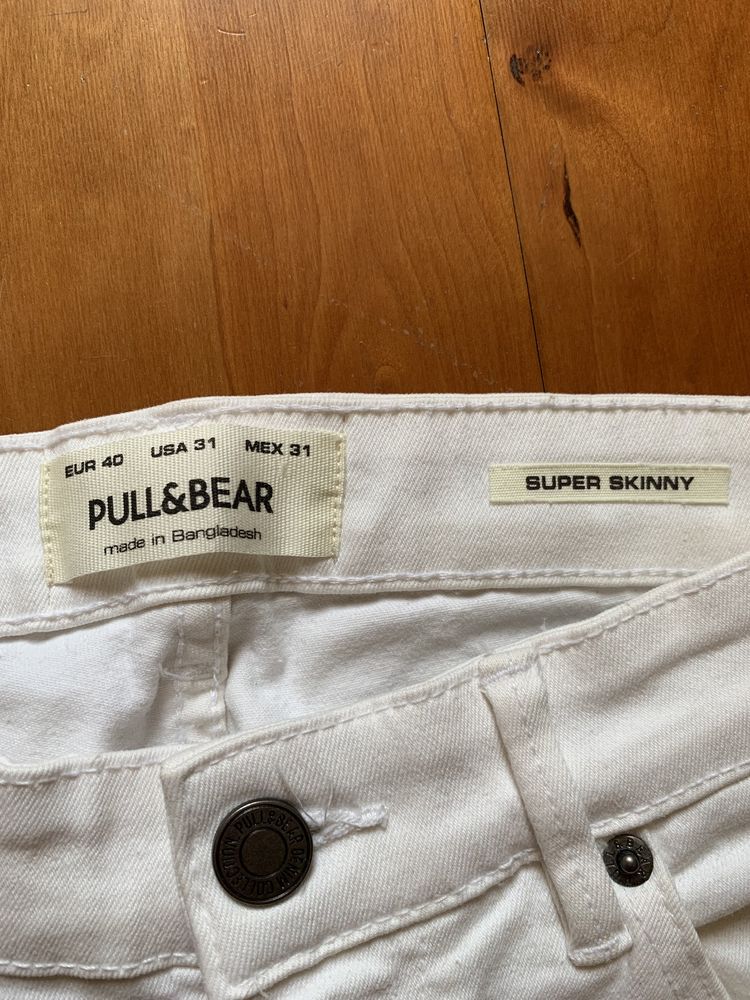 EUR 40 USA 31 MEX 31
PULL&BEAR
made in Bangladesh
SUPER SKINNY
PULL&BEAR DENIM COLLECTION